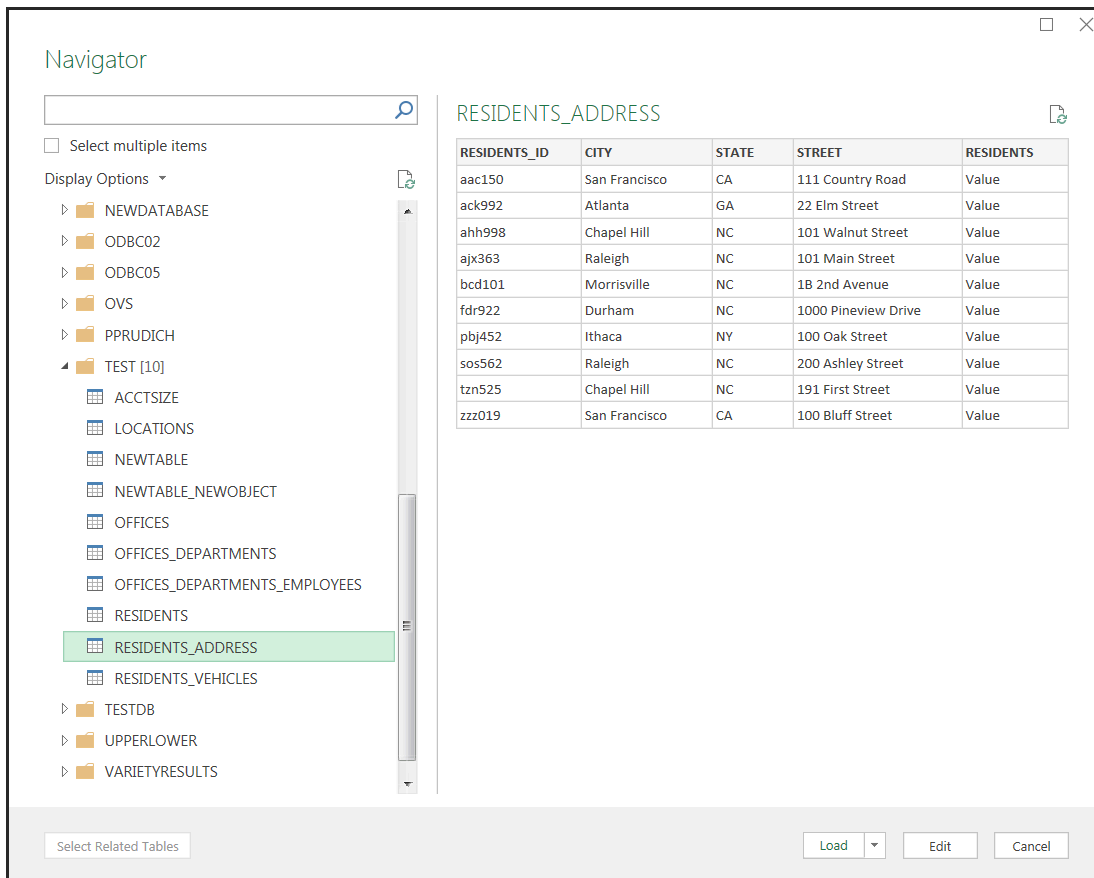 Navigator
Select multiple items
Display Options
NEWDATABASE
ODBC02
ODBC05
OVS
PPRUDICH
TEST [10]
ACCTSIZE
LOCATIONS
NEWTABLE
NEWTABLE_NEWOBJECT
OFFICES
OFFICES_DEPARTMENTS
OFFICES_DEPARTMENTS_EMPLOYEES
RESIDENTS
RESIDENTS_ADDRESS
RESIDENTS_VEHICLES
TESTDB
UPPERLOWER
VARIETYRESULTS
RESIDENTS_ADDRESS
RESIDENTS_ID CITY STATE STREET RESIDENTS
aac150 San Francisco CA 111 Country Road Value
ack992 Atlanta GA 22 Elm Street Value
ahh998 Chapel Hill NC 101 Walnut Street Value
ajx363 Raleigh NC 101 Main Street Value
bcd101 Morrisville NC 1B 2nd Avenue Value
fdr922 Durham NC 1000 Pineview Drive Value
pbj452 Ithaca NY 100 Oak Street Value
sos562 Raleigh NC 200 Ashley Street Value
tzn525 Chapel Hill NC 191 First Street Value
zzz019 San Francisco CA 100 Bluff Street Value
Select Related Tables Load Edit Cancel